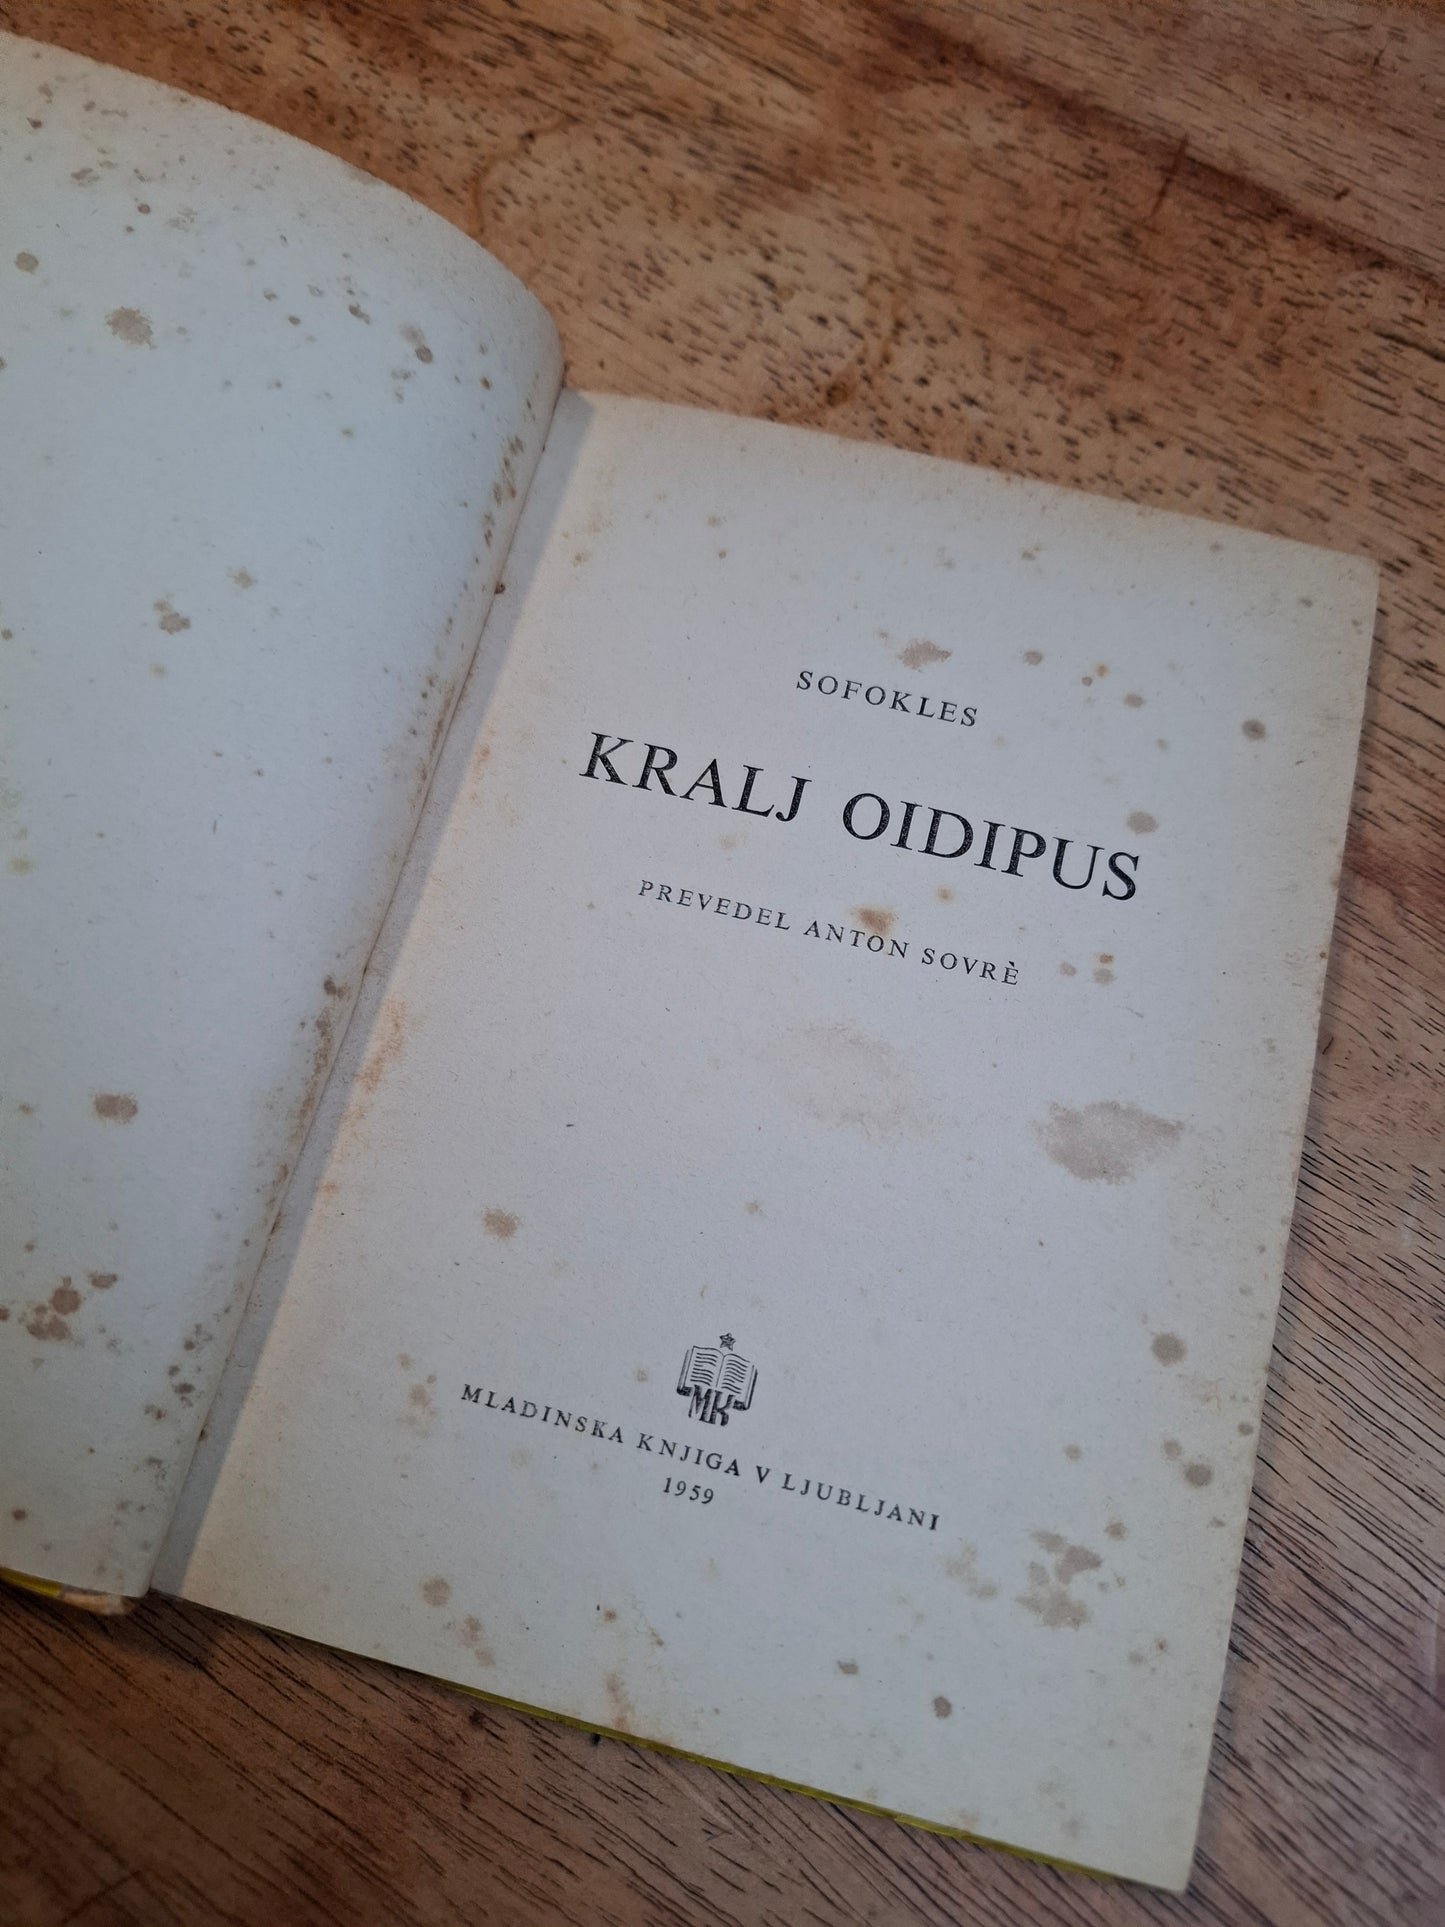 SOFOKLES
KRALJ OIDIPUS
PREVEDEL ANTON SOVRÈ
MK
MLADINSKA KNJIGA V LJUBLJANI
1959